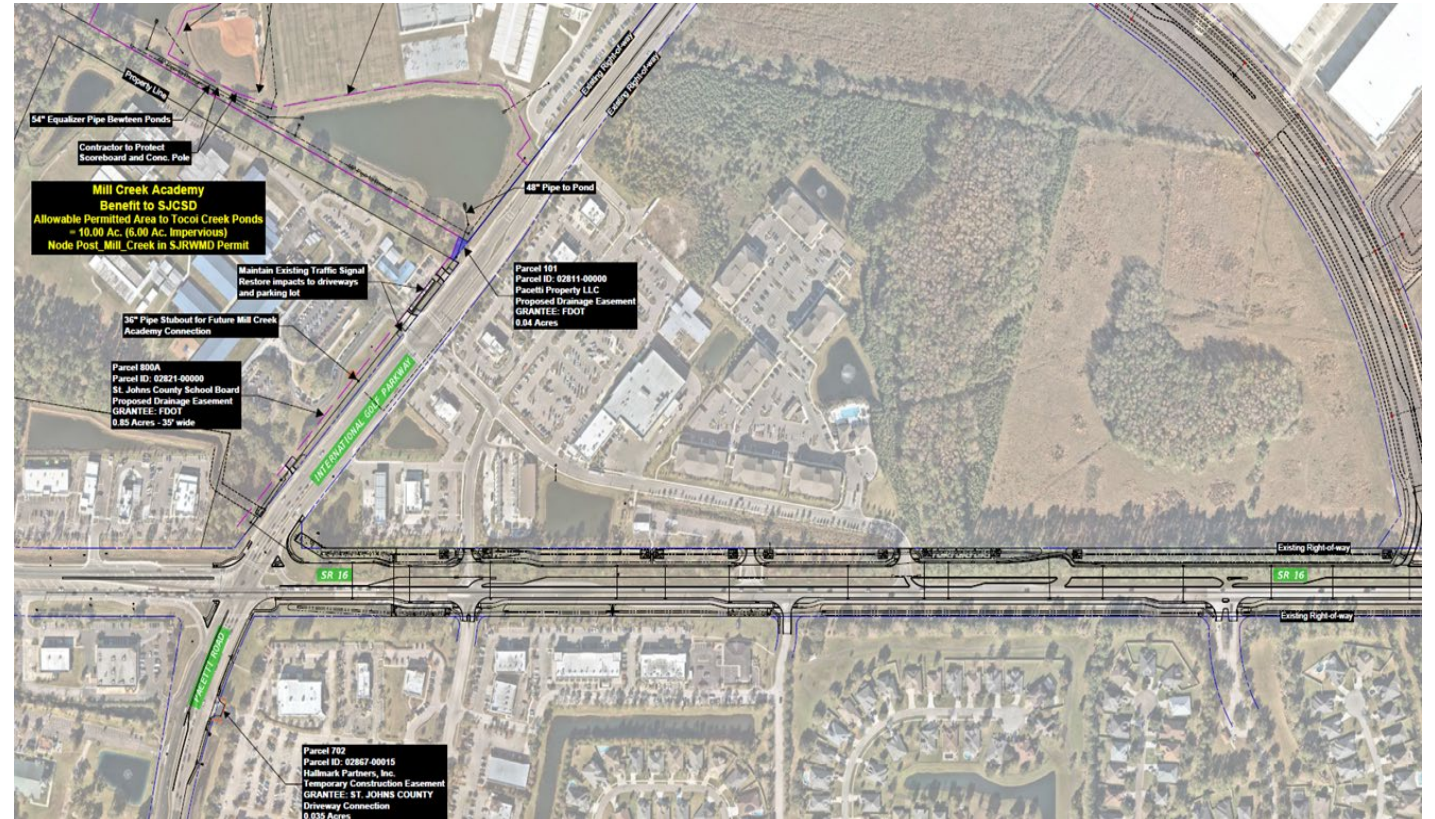 Existing Right-of-way
Existing Right-of-way
Property Line
54" Equalizer Pipe Bewteen Ponds
Contractor to Protect
Scoreboard and Conc. Pole
Mill Creek Academy
Benefit to SJCSD
Allowable Permitted Area to Tocoi Creek Ponds
= 10.00 Ac. (6.00 Ac. Impervious)
Node Post_Mill_Creek in SJRWMD Permit
48" Pipe to Pond
Maintain Existing Traffic Signal
Restore impacts to driveways
and parking lot
Parcel 101
Parcel ID: 02811-00000
Pacetti Property LLC
Proposed Drainage Easement
GRANTEE: FDOT
0.04 Acres
36" Pipe Stubout for Future Mill Creek
Academy Connection
Parcel 800A
Parcel ID: 02821-00000
St. Johns County School Board
Proposed Drainage Easement
GRANTEE: FDOT
0.85 Acres - 35' wide
INTERNATIONAL GOLF PARKWAY
Existing Right-of-way
SR 16
SR 16
Existing Right-of-way
PACETTI ROAD
Parcel 702
Parcel ID: 02867-00015
Hallmark Partners, Inc.
Temporary Construction Easement
GRANTEE: ST. JOHNS COUNTY
Driveway Connection
0.035 Acres